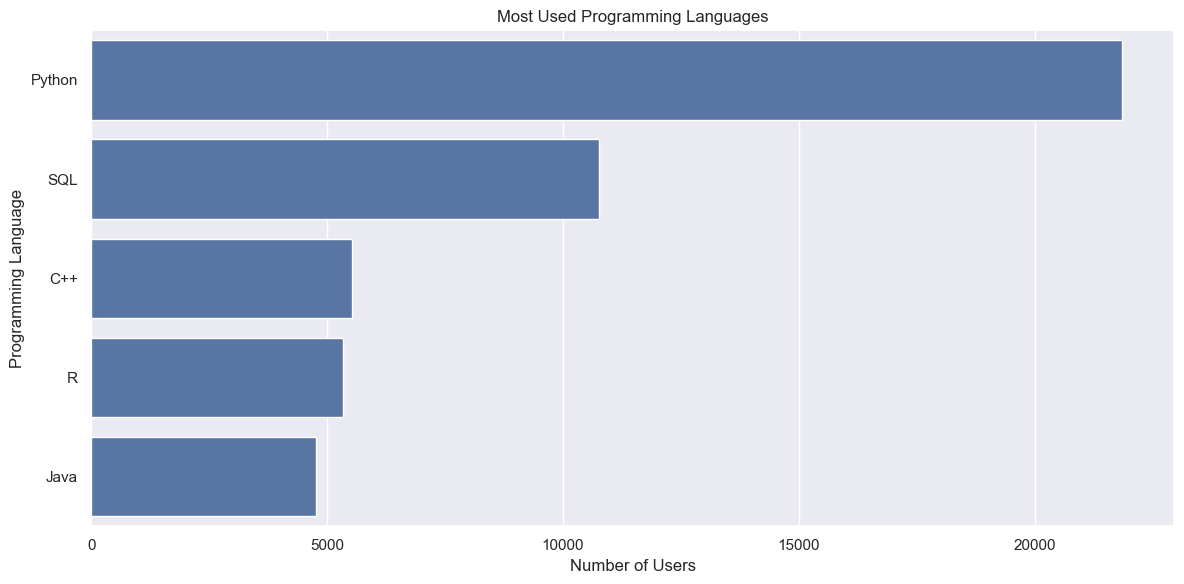 Most Used Programming Languages
Programming Language
Python
SQL
C++
R
Java
0 5000 10000 15000 20000
Number of Users